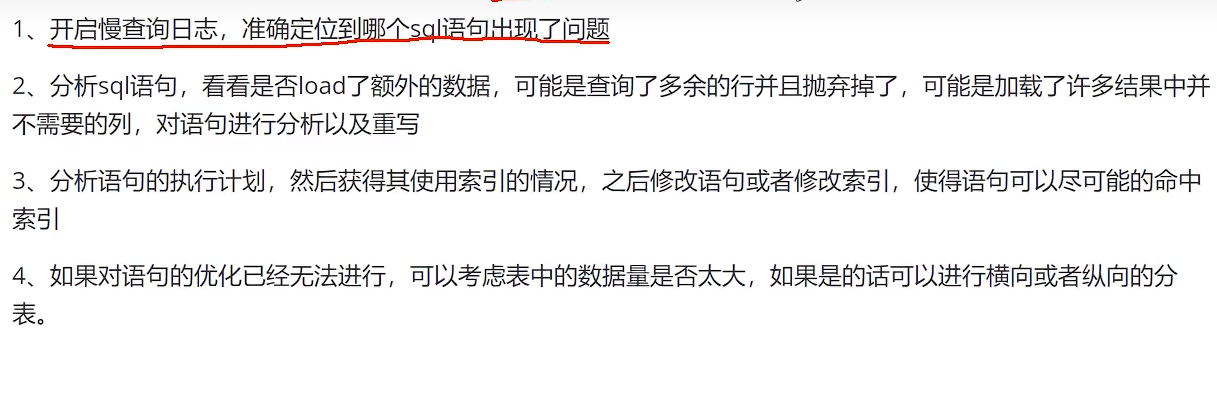 1、开启慢查询日志，准确定位到哪个sql语句出现了问题
2、分析sql语句，看看是否load了额外的数据，可能是查询了多余的行并且抛弃掉了，可能是加载了许多结果中并
不需要的列，对语句进行分析以及重写
3、分析语句的执行计划，然后获得其使用索引的情况，之后修改语句或者修改索引，使得语句可以尽可能的命中
索引
4、如果对语句的优化已经无法进行，可以考虑表中的数据量是否太大，如果是的话可以进行横向或者纵向的分
表。